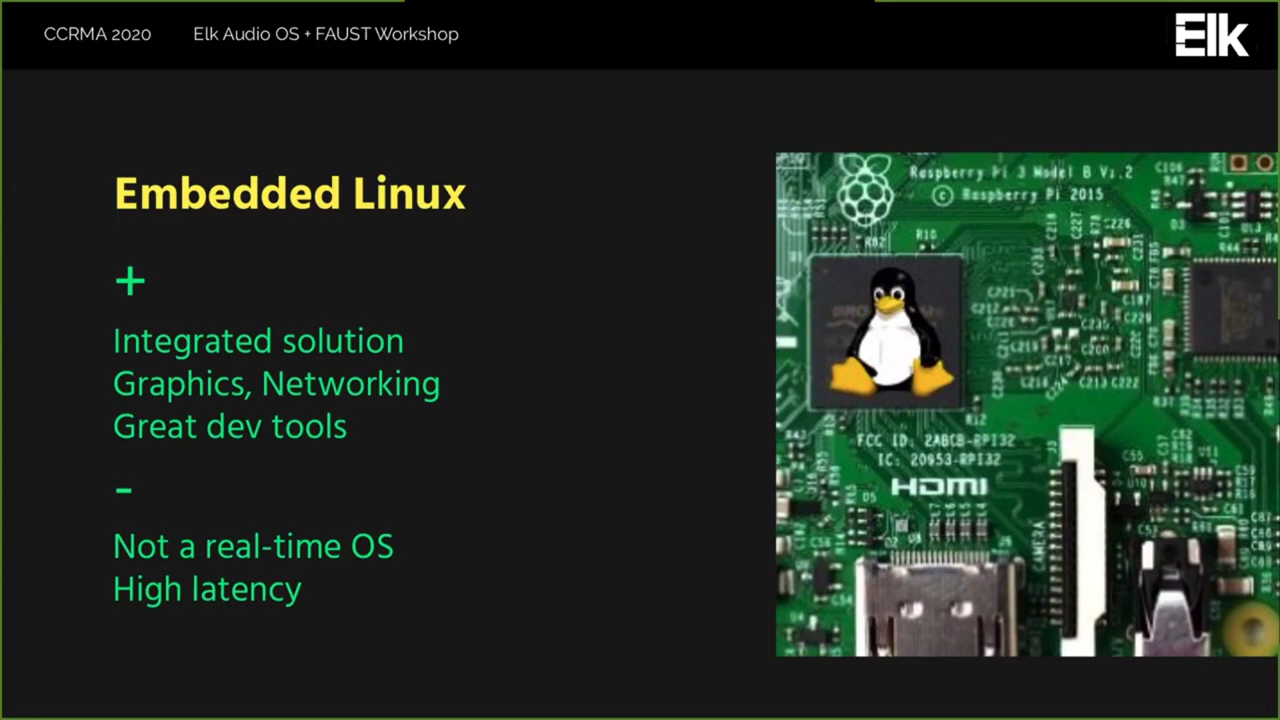 CCRMA 2020
Elk Audio OS + FAUST Workshop
Elk
Embedded Linux
+
Integrated solution
Graphics, Networking
Great dev tools
-
Not a real-time OS
High latency
Raspberry Pi 3 Model B V1.2
© Raspberry Pi 2015
FCC ID: 2ABCB-RPI32
IC: 20953-RPI32
HDMI
CAMERA